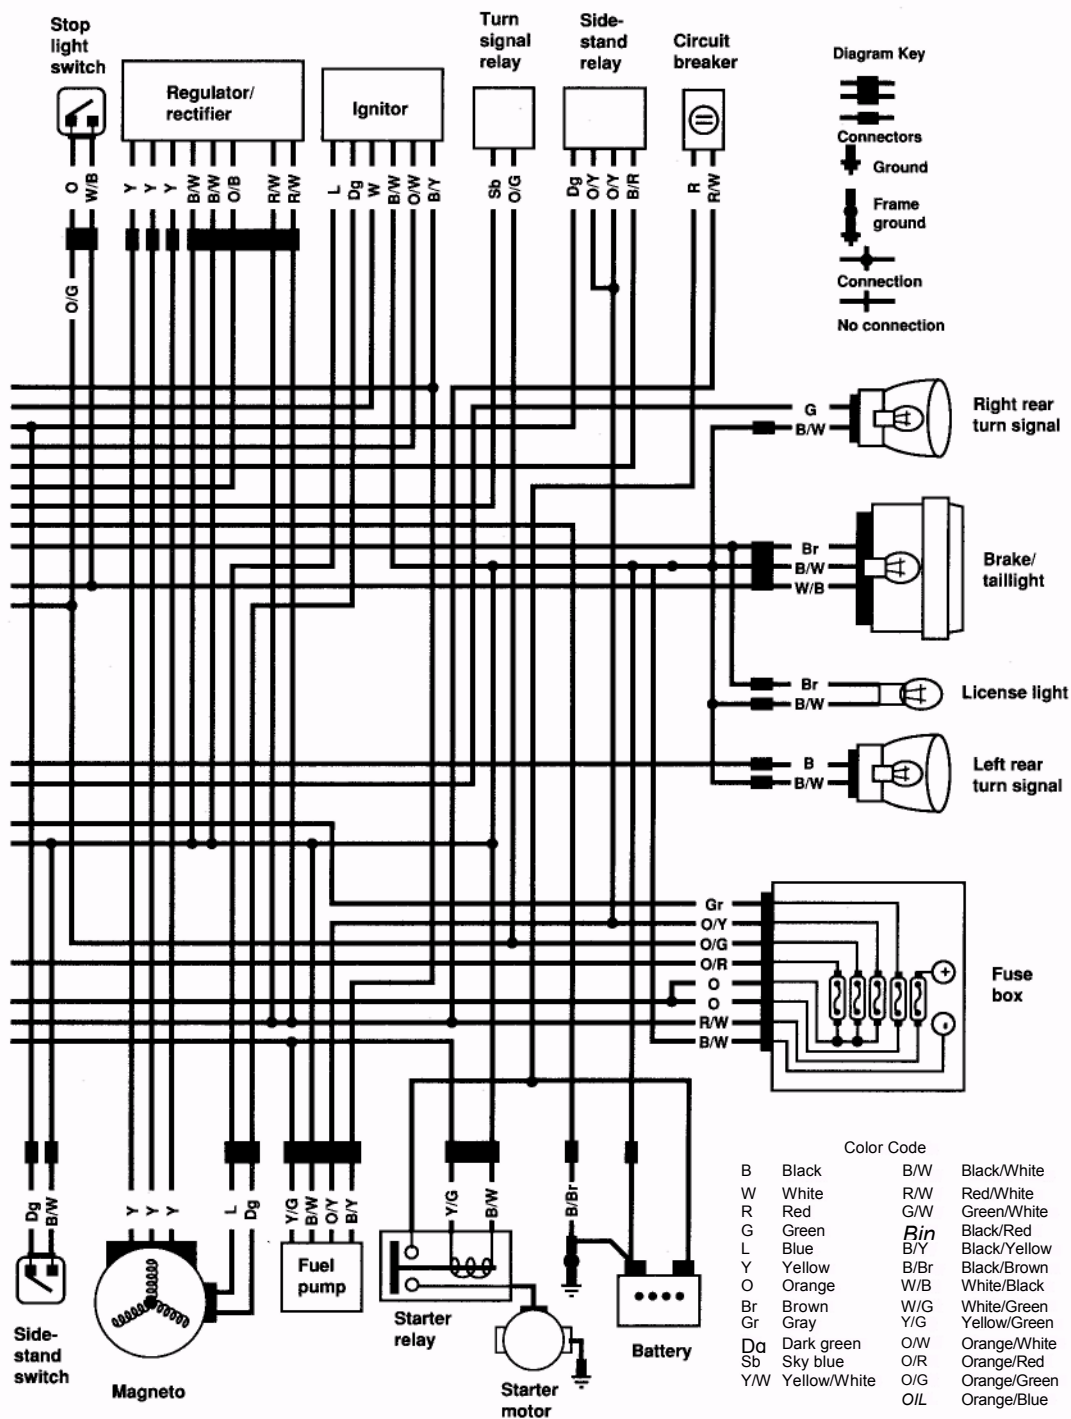 Stop
light
switch
Regulator/
rectifier
Ignitor
Turn
signal
relay
Side-
stand
relay
Circuit
breaker
Diagram Key
Connectors
Ground
Frame
ground
Connection
No connection
O
W/B
Y
Y
Y
B/W
B/W
O/B
R/W
R/W
L
Dg
W
B/W
O/W
B/Y
Sb
O/G
Dg
O/Y
O/Y
B/R
R
R/W
O/G
G
B/W
Right rear
turn signal
Br
B/W
W/B
Brake/
taillight
Br
B/W
License light
B
B/W
Left rear
turn signal
Gr
O/Y
O/G
O/R
O
O
R/W
B/W
+
-
Fuse
box
Dg
B/W
Y
Y
Y
L
Dg
Y/G
B/W
O/Y
B/Y
Y/G
B/W
B/Br
Side-
stand
switch
Magneto
Fuel
pump
Starter
relay
Starter
motor
Battery
Color Code
B Black B/W Black/White
W White R/W Red/White
R Red G/W Green/White
G Green Rin Black/Red
L Blue B/Y Black/Yellow
Y Yellow B/Br Black/Brown
O Orange W/B White/Black
Br Brown W/G White/Green
Gr Gray Y/G Yellow/Green
Da Dark green O/W Orange/White
Sb Sky blue O/R Orange/Red
Y/W Yellow/White O/G Orange/Green
OIL Orange/Blue